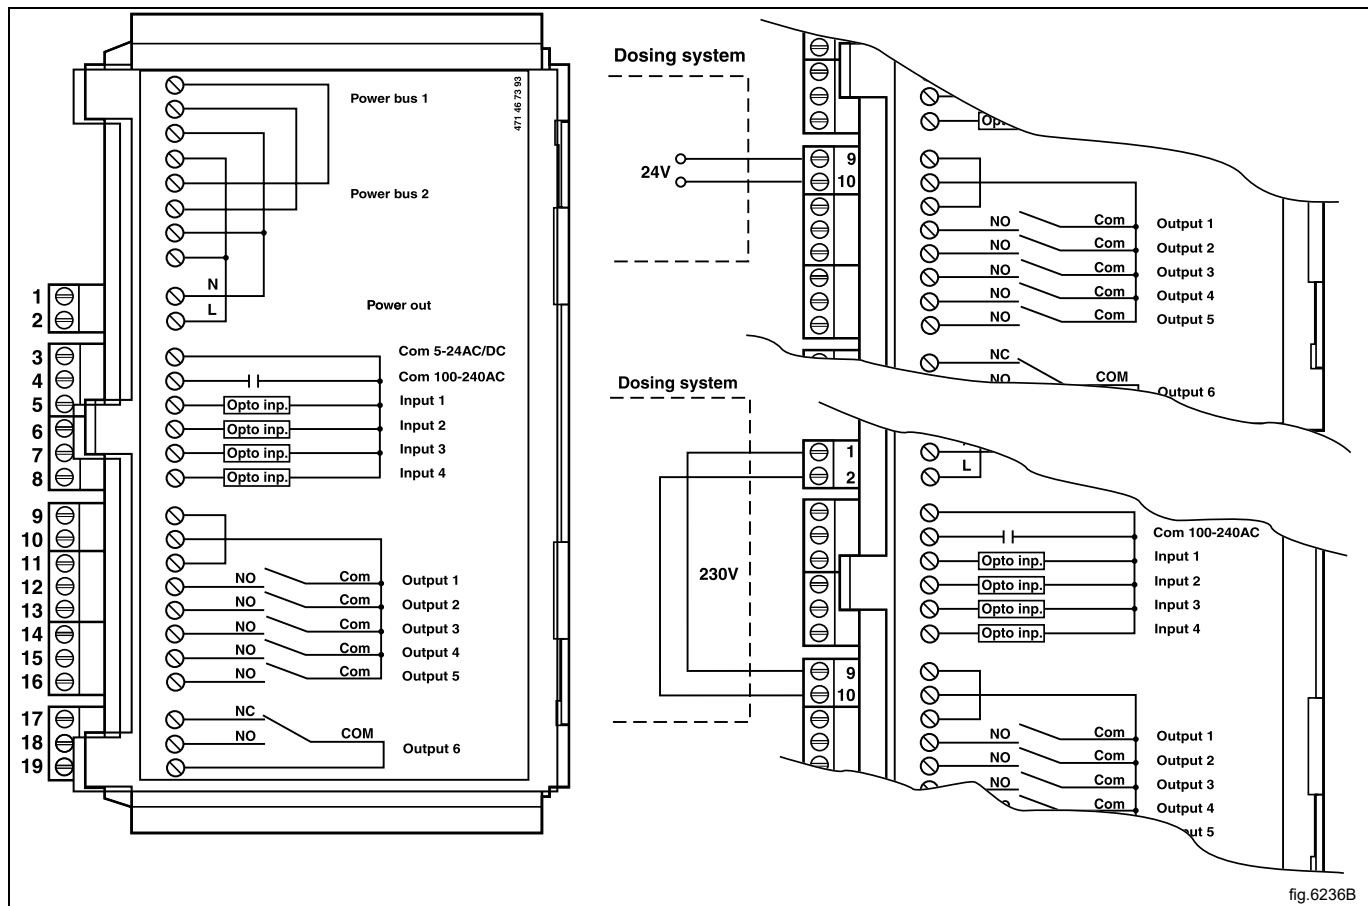 471 46 73 93
Power bus 1
Power bus 2
N
L
Power out
1
2
3
4
5
6
7
8
9
10
11
12
13
14
15
16
17
18
19
Com 5-24AC/DC
Com 100-240AC
Opto inp. Input 1
Opto inp. Input 2
Opto inp. Input 3
Opto inp. Input 4
NO Com Output 1
NO Com Output 2
NO Com Output 3
NO Com Output 4
NO Com Output 5
NC
NO COM Output 6
Dosing system
24V
9
10
NO Com Output 1
NO Com Output 2
NO Com Output 3
NO Com Output 4
NO Com Output 5
NC
NO COM Output 6
Dosing system
230V
1
2
L
9
10
Com 100-240AC
Opto inp. Input 1
Opto inp. Input 2
Opto inp. Input 3
Opto inp. Input 4
NO Com Output 1
NO Com Output 2
NO Com Output 3
Com Output 4
fig.6236B